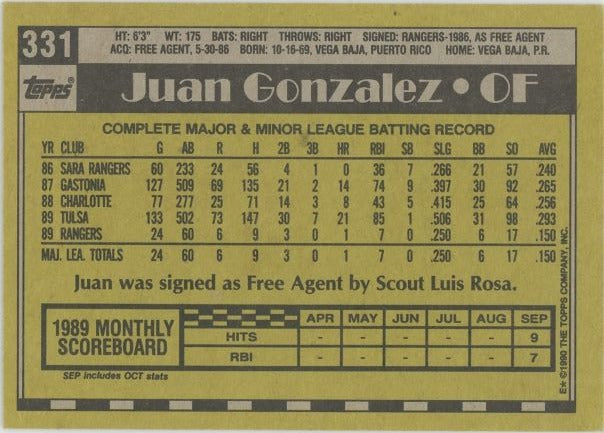 331
HT: 6'3" WT: 175 BATS: RIGHT THROWS: RIGHT SIGNED: RANGERS-1986, AS FREE AGENT
ACQ: FREE AGENT, 5-30-86 BORN: 10-16-69, VEGA BAJA, PUERTO RICO HOME: VEGA BAJA, P.R.
Topps®
Juan Gonzalez • OF
COMPLETE MAJOR & MINOR LEAGUE BATTING RECORD
YR CLUB G AB R H 2B 3B HR RBI SB SLG BB SO AVG
86 SARA RANGERS 60 233 24 56 4 1 0 36 7 .266 21 57 .240
87 GASTONIA 127 509 69 135 21 2 14 74 9 .397 30 92 .265
88 CHARLOTTE 77 277 25 71 14 3 8 43 5 .415 25 64 .256
89 TULSA 133 502 73 147 30 7 21 85 1 .506 31 98 .293
89 RANGERS 24 60 6 9 3 0 1 7 0 .250 6 17 .150
MAJ. LEA. TOTALS 24 60 6 9 3 0 1 7 0 .250 6 17 .150
Juan was signed as Free Agent by Scout Luis Rosa.
1989 MONTHLY
SCOREBOARD
APR MAY JUN JUL AUG SEP
HITS - - - - - 9
RBI - - - - - 7
SEP includes OCT stats
E* ©1990 THE TOPPS COMPANY, INC.